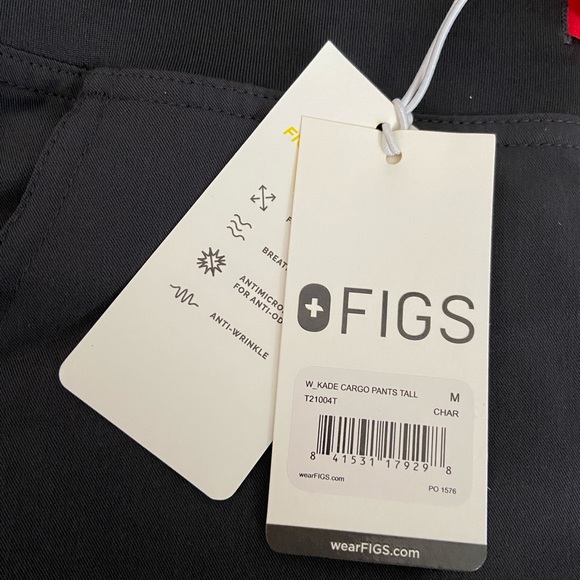 BREAT
ANTIMICRO
FOR ANTI-OD
ANTI-WRINKLE
FIGS
W_KADE CARGO PANTS TALL M
T21004T CHAR
8 41531 17929 8
wearFIGS.com
PO 1576
wearFIGS.com